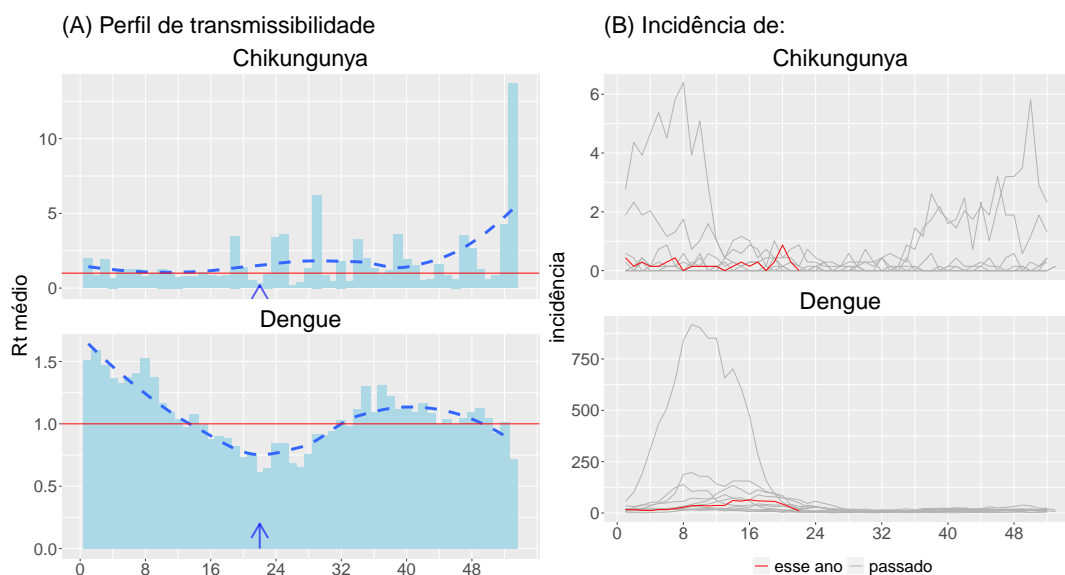 (A) Perfil de transmissibilidade
Chikungunya
10
5
0
Dengue
1.5
1.0
0.5
0.0
0 8 16 24 32 40 48
Rt médio
(B) Incidência de:
Chikungunya
6
4
2
0
Dengue
750
500
250
0
0 8 16 24 32 40 48
incidência
esse ano passado